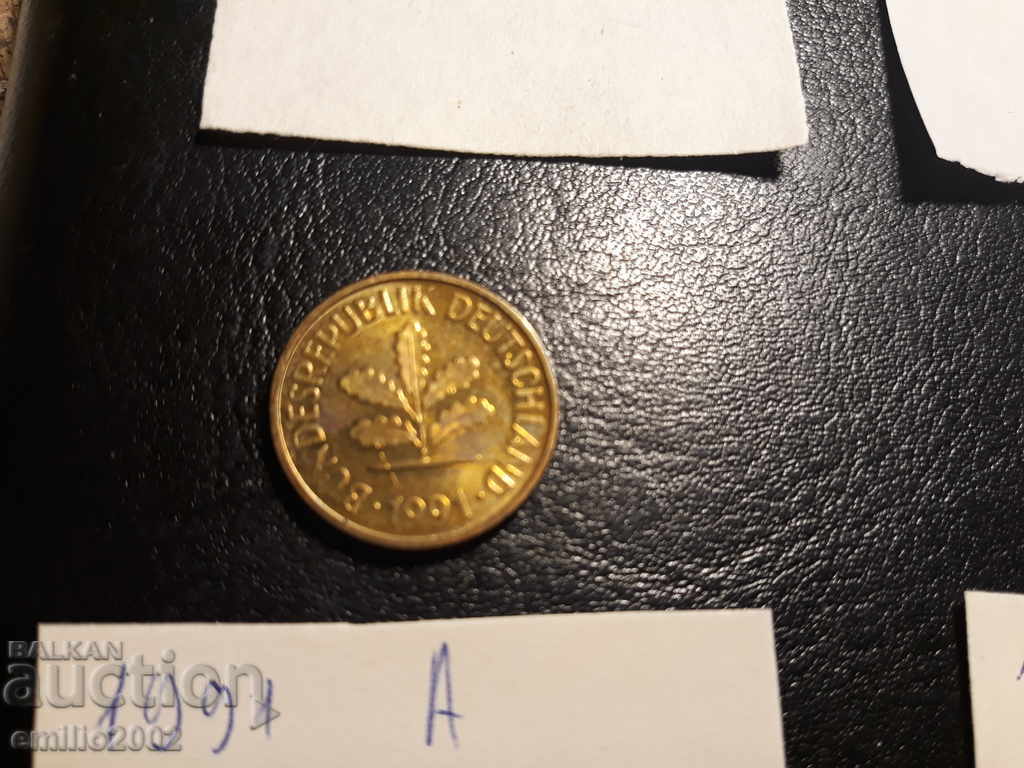 BUNDESREPUBLIK DEUTSCHLAND
· 1991 ·
1991 A
BALKAN
auction
emilio2002